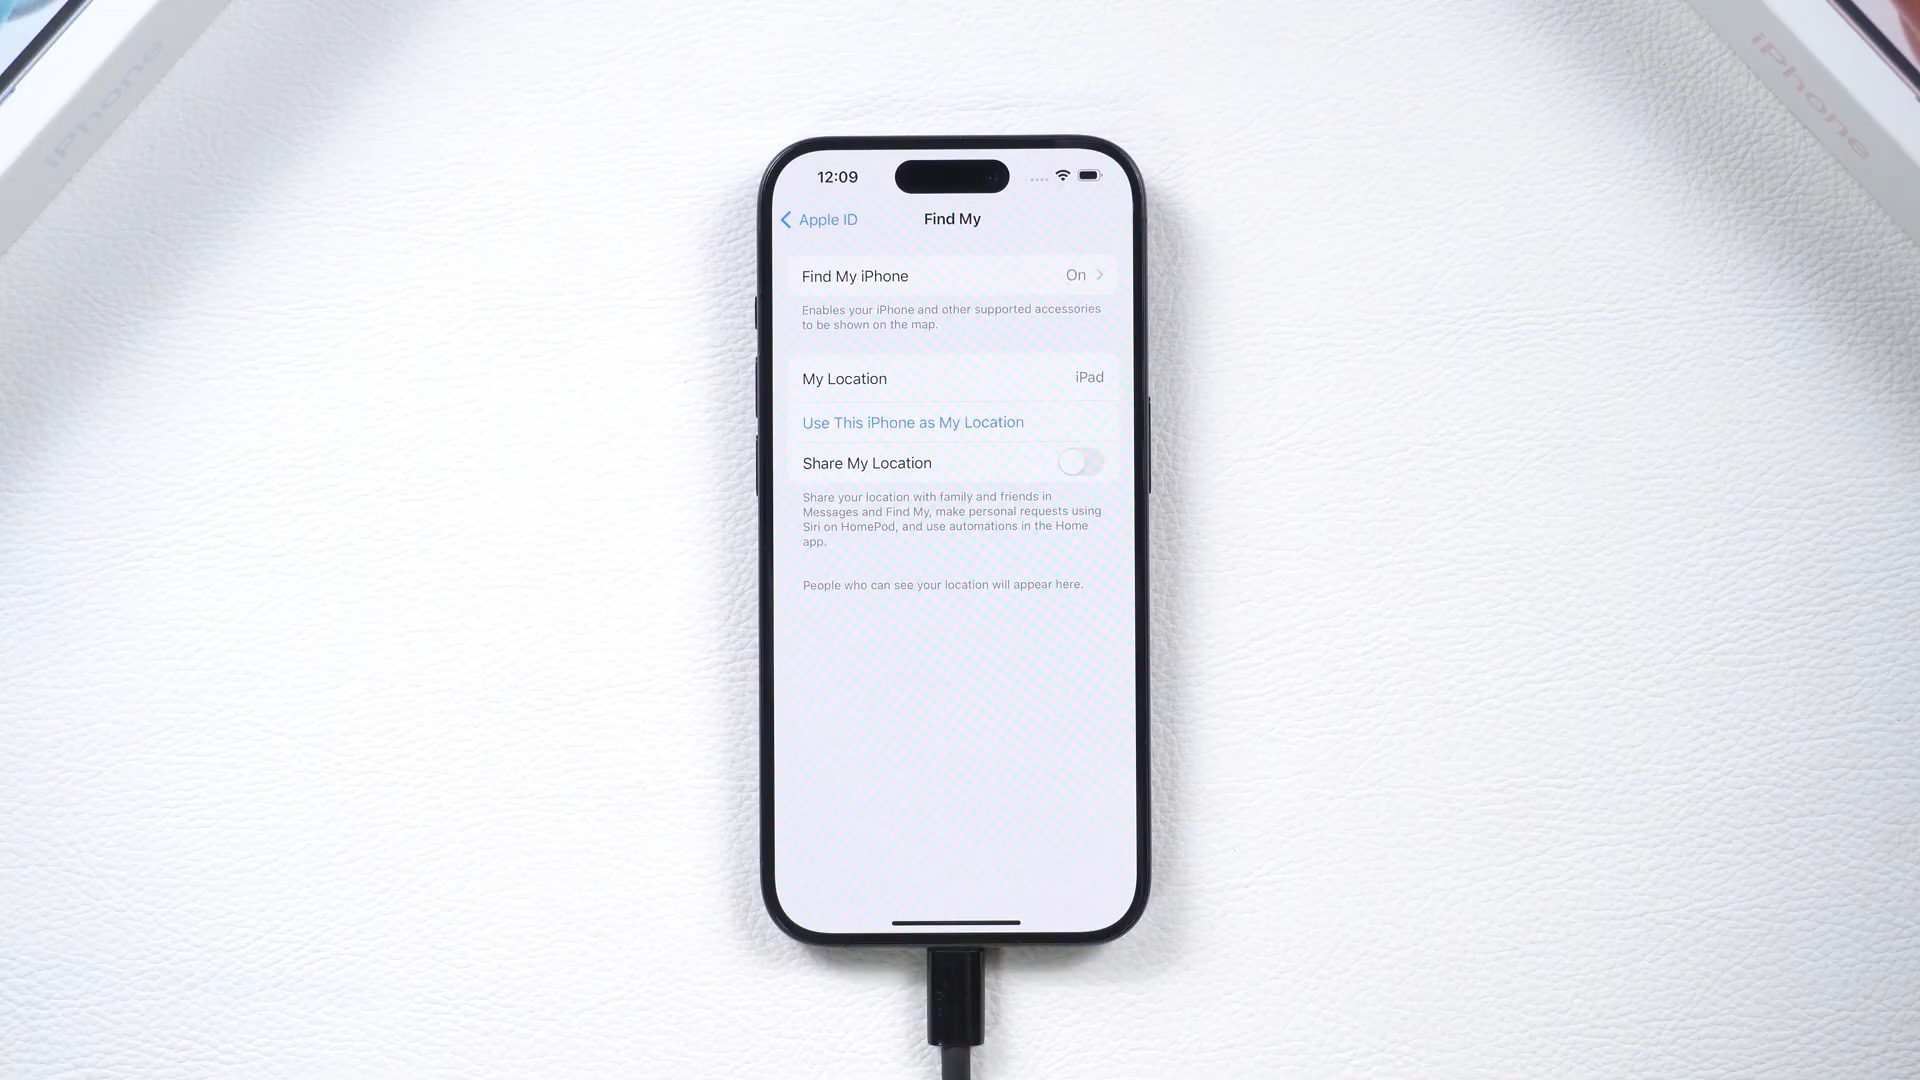 iPhone
iPhone
12:09
Apple ID
Find My
Find My iPhone
On
Enables your iPhone and other supported accessories
to be shown on the map.
My Location
iPad
Use This iPhone as My Location
Share My Location
Share your location with family and friends in
Messages and Find My, make personal requests using
Siri on HomePod, and use automations in the Home
app.
People who can see your location will appear here.